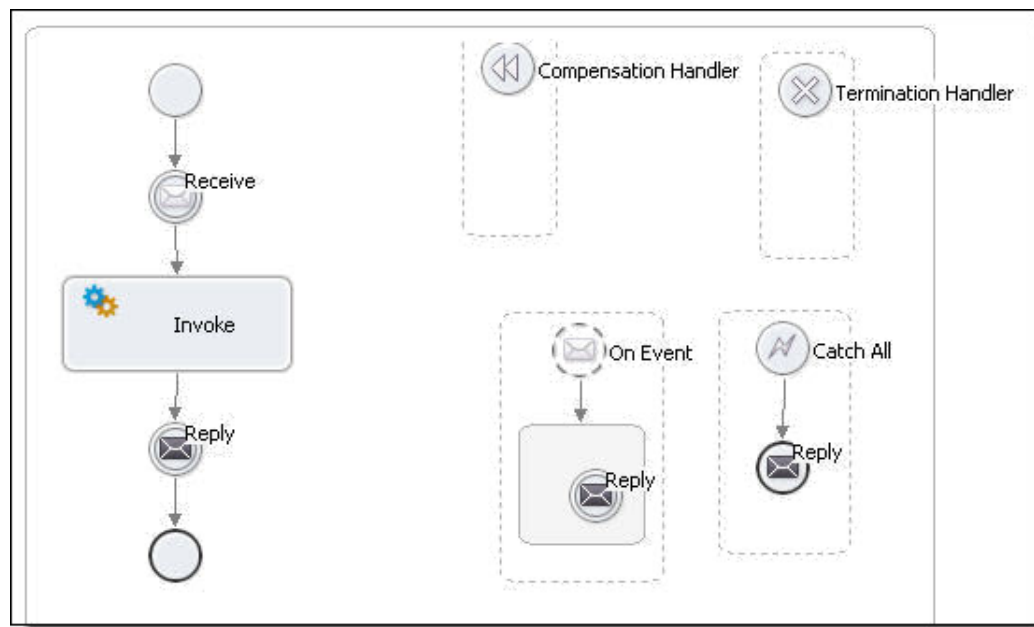 Compensation Handler
Termination Handler
Receive
Invoke
On Event
Catch All
Reply
Reply
Reply